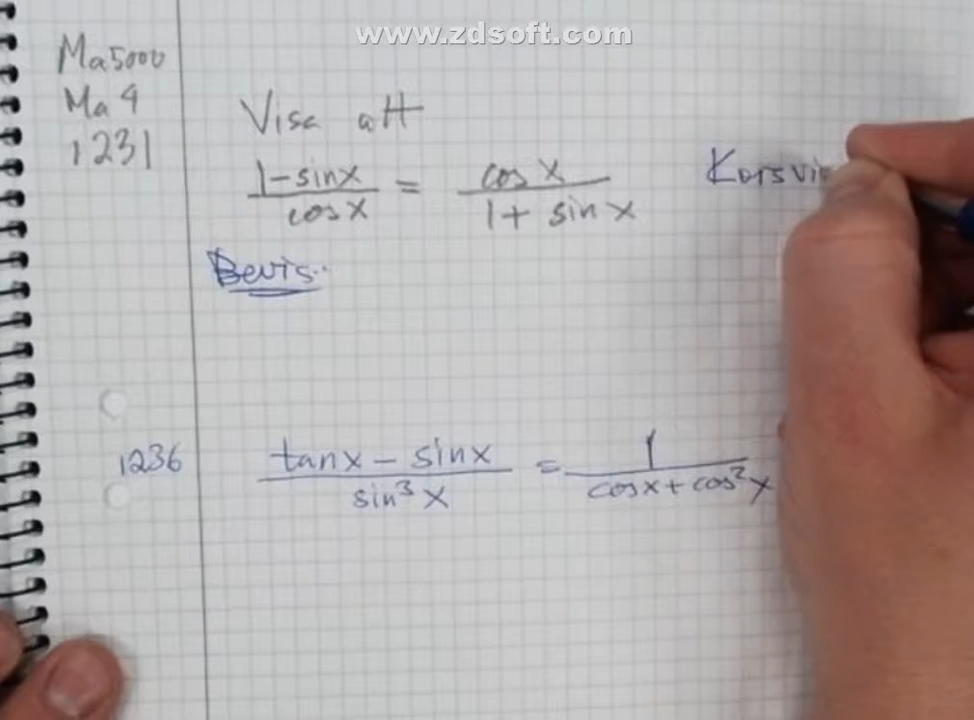 www.zdsoft.com
Ma5000
Ma 4
1231
Visa att
1-sinx / cosx = cosx / 1+ sinx
Bevis:
1236
tanx - sinx / sin³x = 1 / cosx + cos²x